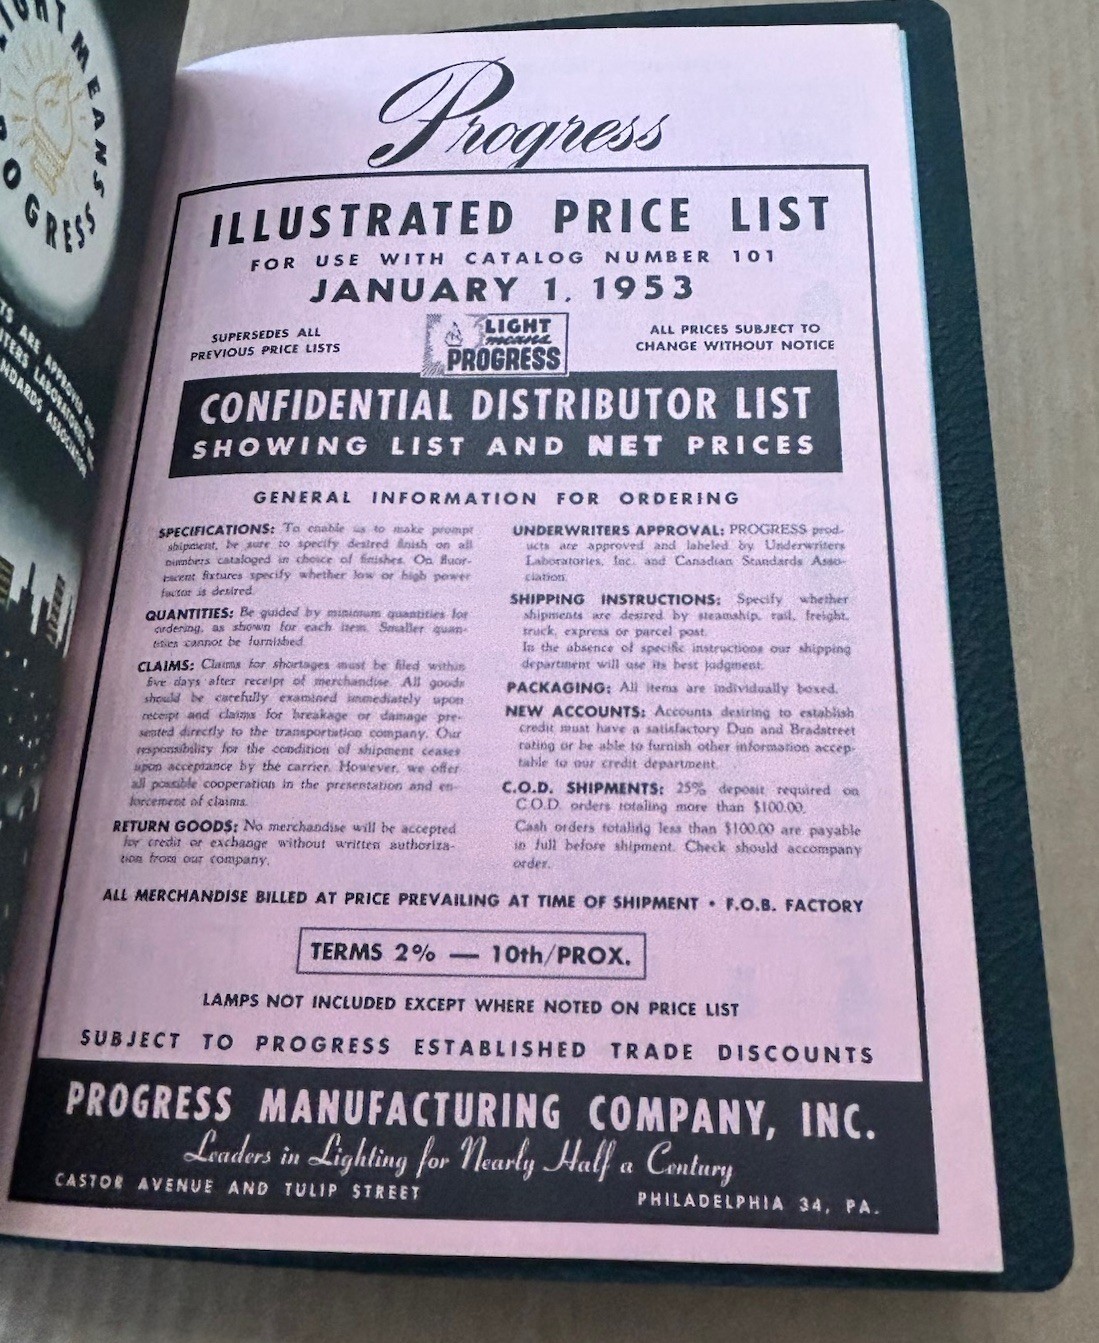 LIGHT MEANS
PROGRESS
TS ARE APPROVED
LABORATORIES
NDARDS ASSOCIATION
Progress
ILLUSTRATED PRICE LIST
FOR USE WITH CATALOG NUMBER 101
JANUARY 1, 1953
SUPERSEDES ALL
PREVIOUS PRICE LISTS
LIGHT
means
PROGRESS
ALL PRICES SUBJECT TO
CHANGE WITHOUT NOTICE
CONFIDENTIAL DISTRIBUTOR LIST
SHOWING LIST AND NET PRICES
GENERAL INFORMATION FOR ORDERING
SPECIFICATIONS: To enable us to make prompt
shipment, be sure to specify desired finish on all
numbers cataloged in choice of finishes. On fluor-
escent fixtures specify whether low or high power
factor is desired.
QUANTITIES: Be guided by minimum quantities for
ordering, as shown for each item. Smaller quan-
tities cannot be furnished.
CLAIMS: Claims for shortages must be filed within
five days after receipt of merchandise. All goods
should be carefully examined immediately upon
receipt and claims for breakage or damage pre-
sented directly to the transportation company. Our
responsibility for the condition of shipment ceases
upon acceptance by the carrier. However, we offer
all possible cooperation in the presentation and en-
forcement of claims.
RETURN GOODS: No merchandise will be accepted
for credit or exchange without written authoriza-
tion from our company.
UNDERWRITERS APPROVAL: PROGRESS prod-
ucts are approved and labeled by Underwriters
Laboratories, Inc. and Canadian Standards Asso-
ciation.
SHIPPING INSTRUCTIONS: Specify whether
shipments are desired by steamship, rail, freight,
truck, express or parcel post.
In the absence of specific instructions our shipping
department will use its best judgment.
PACKAGING: All items are individually boxed.
NEW ACCOUNTS: Accounts desiring to establish
credit must have a satisfactory Dun and Bradstreet
rating or be able to furnish other information accep-
table to our credit department.
C.O.D. SHIPMENTS: 25% deposit required on
C.O.D. orders totaling more than $100.00.
Cash orders totaling less than $100.00 are payable
in full before shipment. Check should accompany
order.
ALL MERCHANDISE BILLED AT PRICE PREVAILING AT TIME OF SHIPMENT • F.O.B. FACTORY
TERMS 2% — 10th/PROX.
LAMPS NOT INCLUDED EXCEPT WHERE NOTED ON PRICE LIST
SUBJECT TO PROGRESS ESTABLISHED TRADE DISCOUNTS
PROGRESS MANUFACTURING COMPANY, INC.
Leaders in Lighting for Nearly Half a Century
CASTOR AVENUE AND TULIP STREET
PHILADELPHIA 34, PA.